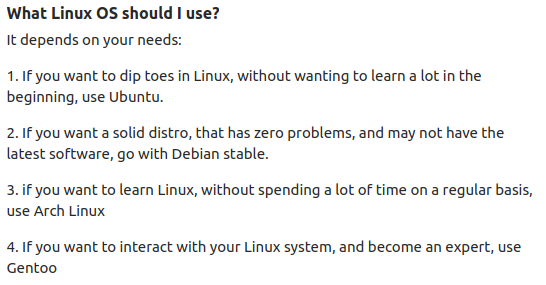 What Linux OS should I use?
It depends on your needs:
1. If you want to dip toes in Linux, without wanting to learn a lot in the
beginning, use Ubuntu.
2. If you want a solid distro, that has zero problems, and may not have the
latest software, go with Debian stable.
3. if you want to learn Linux, without spending a lot of time on a regular basis,
use Arch Linux
4. If you want to interact with your Linux system, and become an expert, use
Gentoo